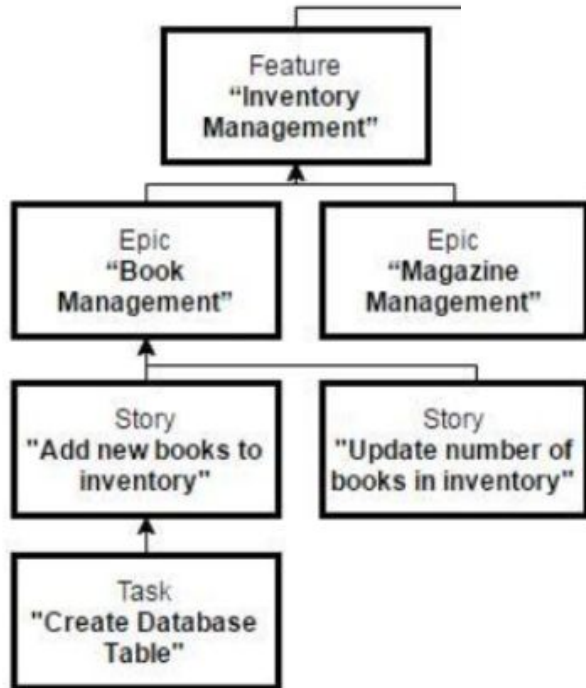 Feature
“Inventory
Management”
Epic
“Book
Management”
Epic
“Magazine
Management”
Story
"Add new books to
inventory"
Story
"Update number of
books in inventory"
Task
"Create Database
Table"